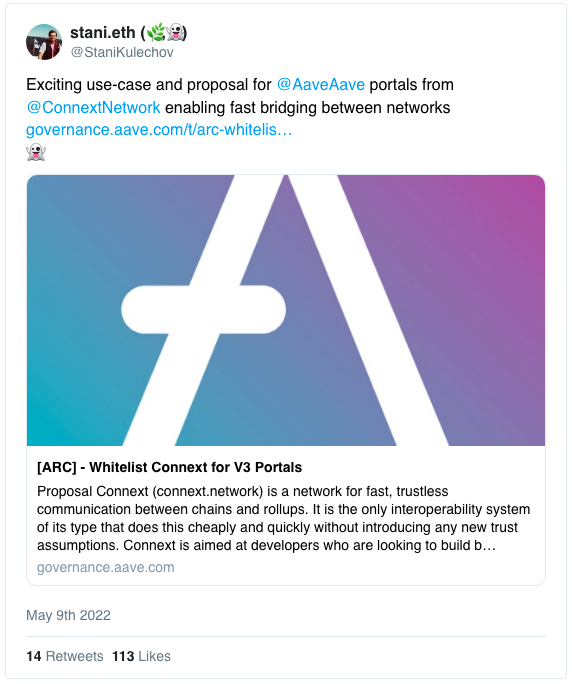 stani.eth (🌿👻)
@StaniKulechov
Exciting use-case and proposal for @AaveAave portals from
@ConnextNetwork enabling fast bridging between networks
governance.aave.com/t/arc-whitelis…
👻
[ARC] - Whitelist Connext for V3 Portals
Proposal Connext (connext.network) is a network for fast, trustless
communication between chains and rollups. It is the only interoperability system
of its type that does this cheaply and quickly without introducing any new trust
assumptions. Connext is aimed at developers who are looking to build b…
governance.aave.com
May 9th 2022
14 Retweets 113 Likes